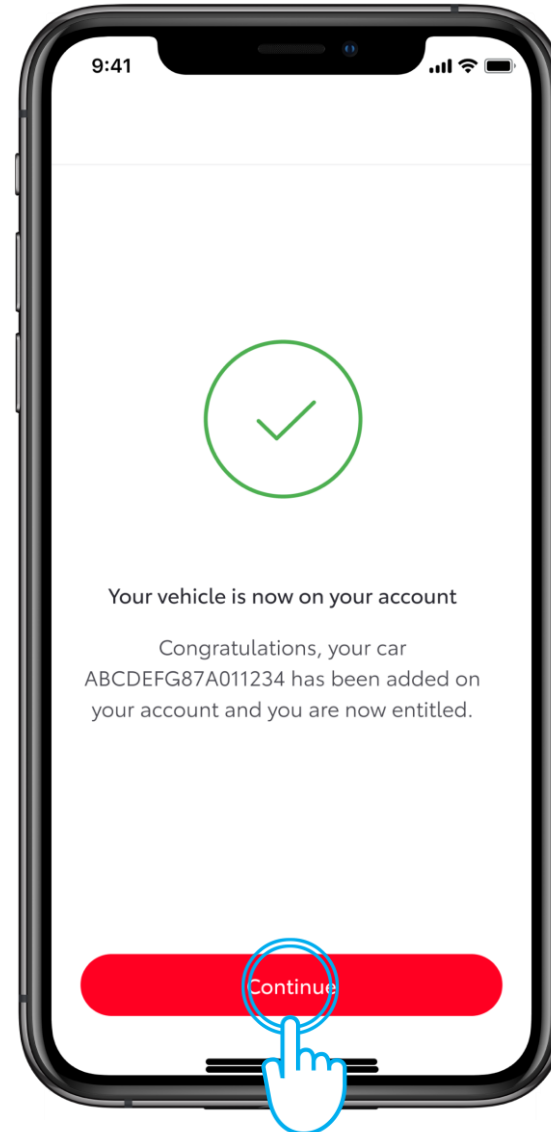 9:41
Your vehicle is now on your account
Congratulations, your car
ABCDEFG87A011234 has been added on
your account and you are now entitled.
Continue